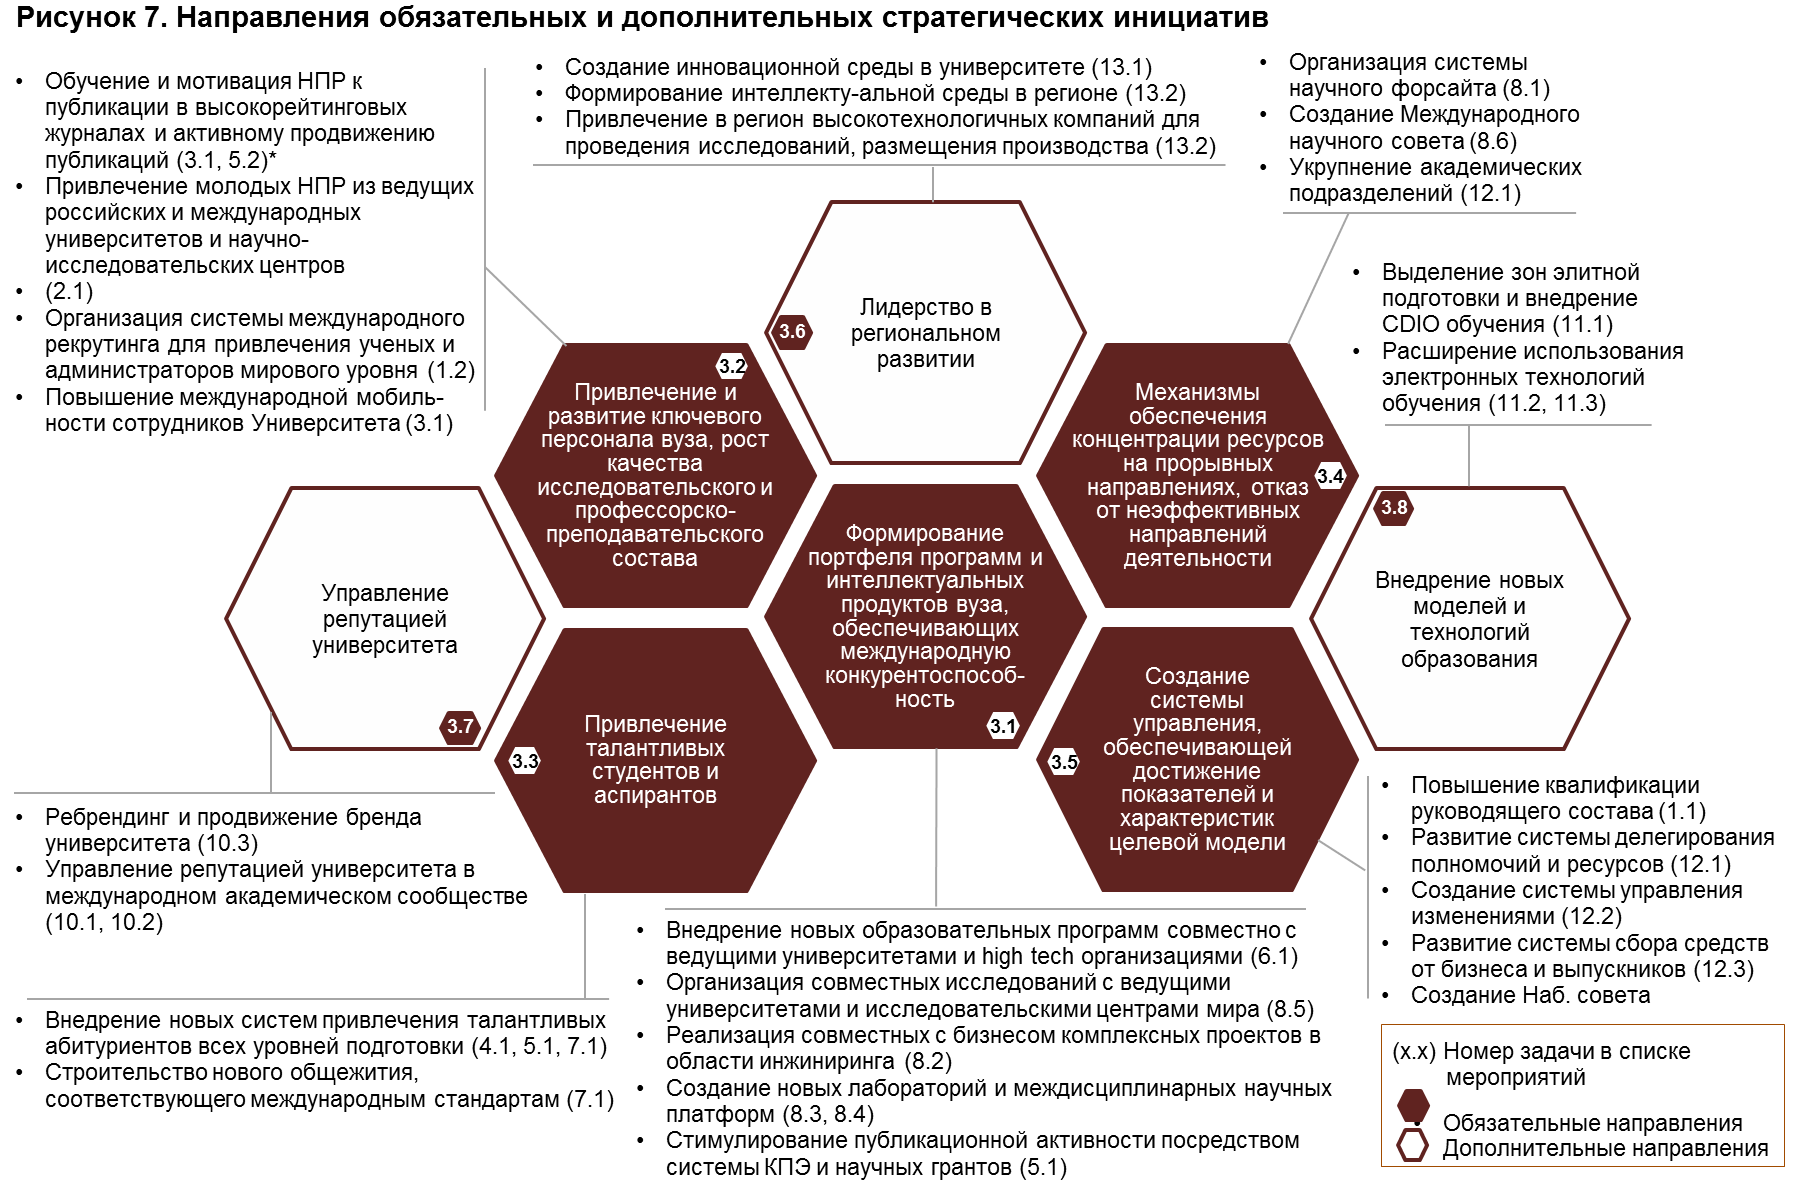 Рисунок 7. Направления обязательных и дополнительных стратегических инициатив
• Обучение и мотивация НПР к
публикации в высокорейтинговых
журналах и активному продвижению
публикаций (3.1, 5.2)*
• Привлечение молодых НПР из ведущих
российских и международных
университетов и научно-
исследовательских центров
• (2.1)
• Организация системы международного
рекрутинга для привлечения ученых и
администраторов мирового уровня (1.2)
• Повышение международной мобиль-
ности сотрудников Университета (3.1)
• Создание инновационной среды в университете (13.1)
• Формирование интеллекту-альной среды в регионе (13.2)
• Привлечение в регион высокотехнологичных компаний для
проведения исследований, размещения производства (13.2)
• Организация системы
научного форсайта (8.1)
• Создание Международного
научного совета (8.6)
• Укрупнение академических
подразделений (12.1)
• Выделение зон элитной
подготовки и внедрение
CDIO обучения (11.1)
• Расширение использования
электронных технологий
обучения (11.2, 11.3)
3.6
Лидерство в
региональном
развитии
3.2
Привлечение и
развитие ключевого
персонала вуза, рост
качества
исследовательского и
профессорско-
преподавательского
состава
Механизмы
обеспечения
концентрации ресурсов
на прорывных
направлениях, отказ
от неэффективных
направлений
деятельности
3.4
3.8
Внедрение новых
моделей и
технологий
образования
Управление
репутацией
университета
3.7
Формирование
портфеля программ и
интеллектуальных
продуктов вуза,
обеспечивающих
международную
конкурентоспособ-
ность
3.1
Привлечение
талантливых
студентов и
аспирантов
3.3
Создание
системы
управления,
обеспечивающей
достижение
показателей и
характеристик
целевой модели
3.5
• Ребрендинг и продвижение бренда
университета (10.3)
• Управление репутацией университета в
международном академическом сообществе
(10.1, 10.2)
• Внедрение новых систем привлечения талантливых
абитуриентов всех уровней подготовки (4.1, 5.1, 7.1)
• Строительство нового общежития,
соответствующего международным стандартам (7.1)
• Внедрение новых образовательных программ совместно с
ведущими университетами и high tech организациями (6.1)
• Организация совместных исследований с ведущими
университетами и исследовательскими центрами мира (8.5)
• Реализация совместных с бизнесом комплексных проектов в
области инжиниринга (8.2)
• Создание новых лабораторий и междисциплинарных научных
платформ (8.3, 8.4)
• Стимулирование публикационной активности посредством
системы КПЭ и научных грантов (5.1)
• Повышение квалификации
руководящего состава (1.1)
• Развитие системы делегирования
полномочий и ресурсов (12.1)
• Создание системы управления
изменениями (12.2)
• Развитие системы сбора средств
от бизнеса и выпускников (12.3)
• Создание Наб. совета
(x.x) Номер задачи в списке
мероприятий
• Обязательные направления
Дополнительные направления